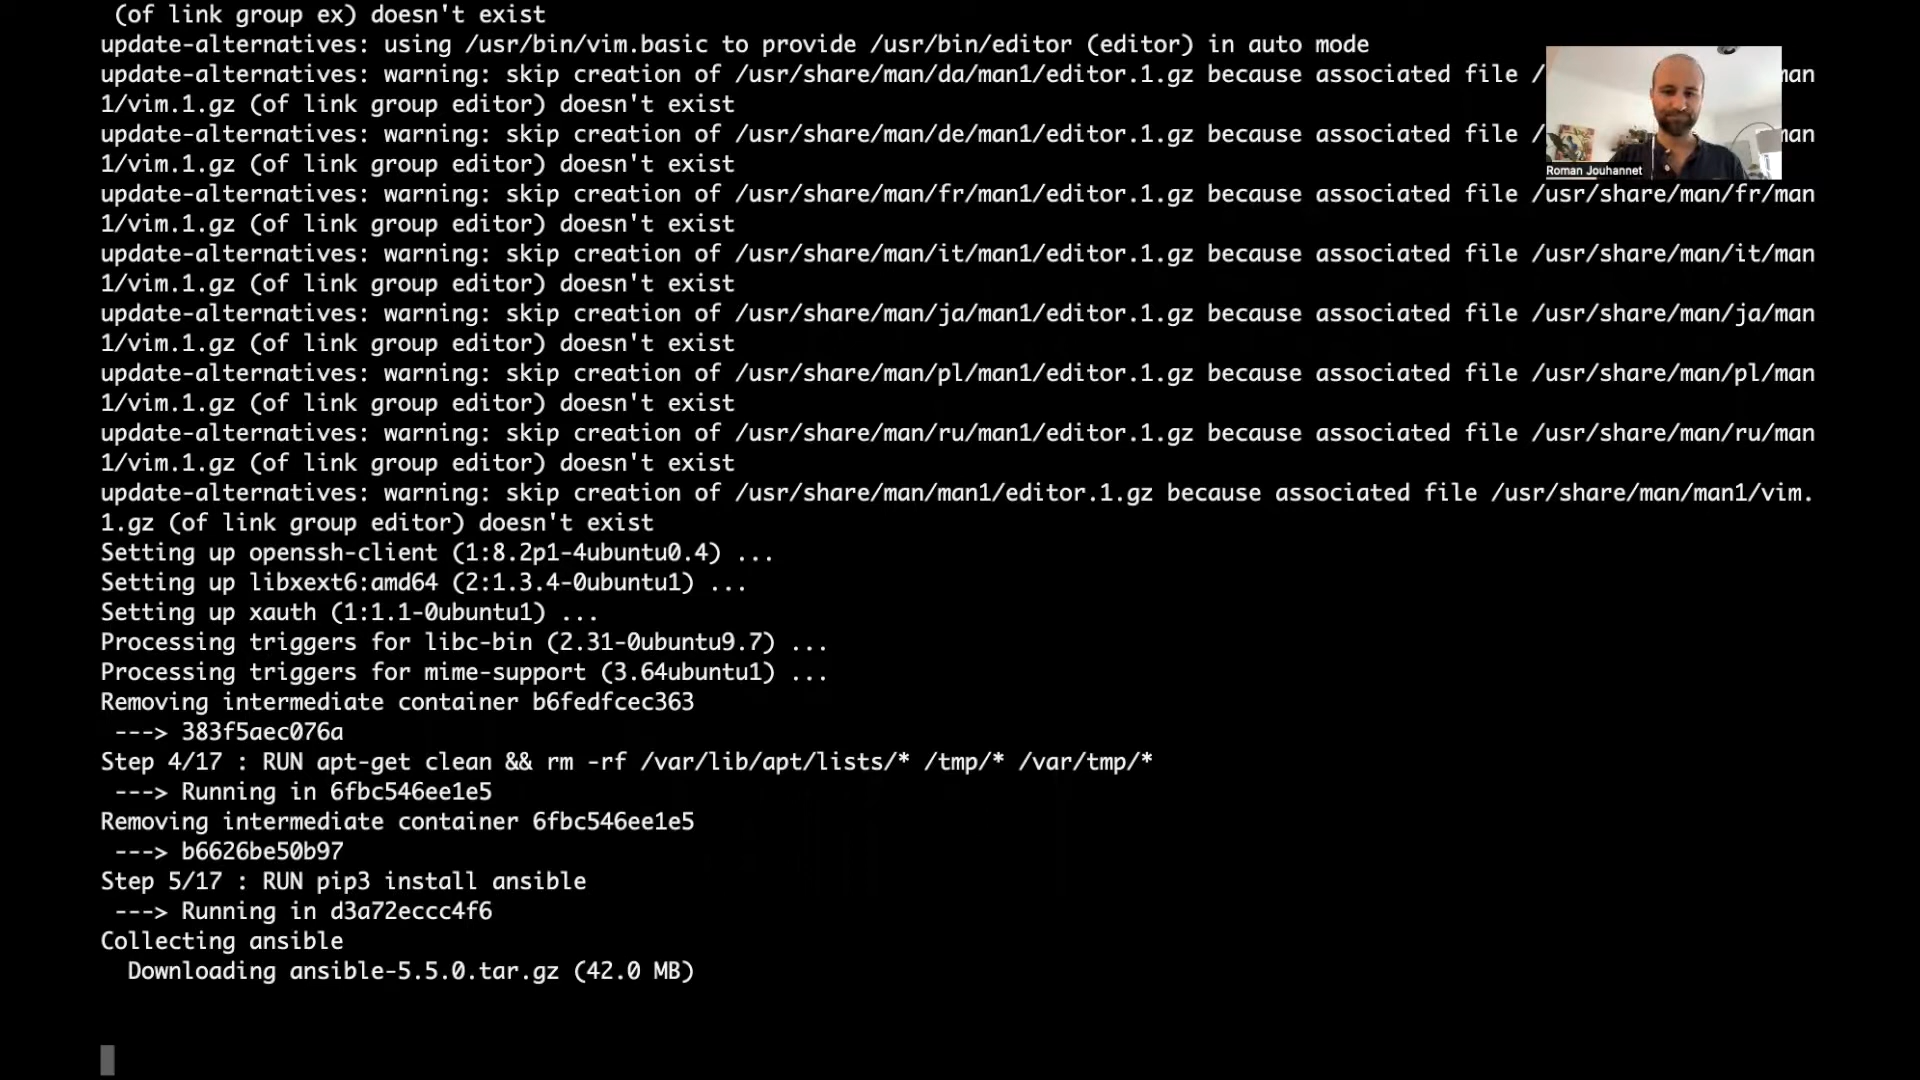 (of link group ex) doesn't exist
update-alternatives: using /usr/bin/vim.basic to provide /usr/bin/editor (editor) in auto mode
update-alternatives: warning: skip creation of /usr/share/man/da/man1/editor.1.gz because associated file / man
1/vim.1.gz (of link group editor) doesn't exist
update-alternatives: warning: skip creation of /usr/share/man/de/man1/editor.1.gz because associated file / man
1/vim.1.gz (of link group editor) doesn't exist
Roman Jouhannet
update-alternatives: warning: skip creation of /usr/share/man/fr/man1/editor.1.gz because associated file /usr/share/man/fr/man
1/vim.1.gz (of link group editor) doesn't exist
update-alternatives: warning: skip creation of /usr/share/man/it/man1/editor.1.gz because associated file /usr/share/man/it/man
1/vim.1.gz (of link group editor) doesn't exist
update-alternatives: warning: skip creation of /usr/share/man/ja/man1/editor.1.gz because associated file /usr/share/man/ja/man
1/vim.1.gz (of link group editor) doesn't exist
update-alternatives: warning: skip creation of /usr/share/man/pl/man1/editor.1.gz because associated file /usr/share/man/pl/man
1/vim.1.gz (of link group editor) doesn't exist
update-alternatives: warning: skip creation of /usr/share/man/ru/man1/editor.1.gz because associated file /usr/share/man/ru/man
1/vim.1.gz (of link group editor) doesn't exist
update-alternatives: warning: skip creation of /usr/share/man/man1/editor.1.gz because associated file /usr/share/man/man1/vim.
1.gz (of link group editor) doesn't exist
Setting up openssh-client (1:8.2p1-4ubuntu0.4) ...
Setting up libxext6:amd64 (2:1.3.4-0ubuntu1) ...
Setting up xauth (1:1.1-0ubuntu1) ...
Processing triggers for libc-bin (2.31-0ubuntu9.7) ...
Processing triggers for mime-support (3.64ubuntu1) ...
Removing intermediate container b6fedfcec363
---> 383f5aec076a
Step 4/17 : RUN apt-get clean && rm -rf /var/lib/apt/lists/* /tmp/* /var/tmp/*
---> Running in 6fbc546ee1e5
Removing intermediate container 6fbc546ee1e5
---> b6626be50b97
Step 5/17 : RUN pip3 install ansible
---> Running in d3a72eccc4f6
Collecting ansible
Downloading ansible-5.5.0.tar.gz (42.0 MB)